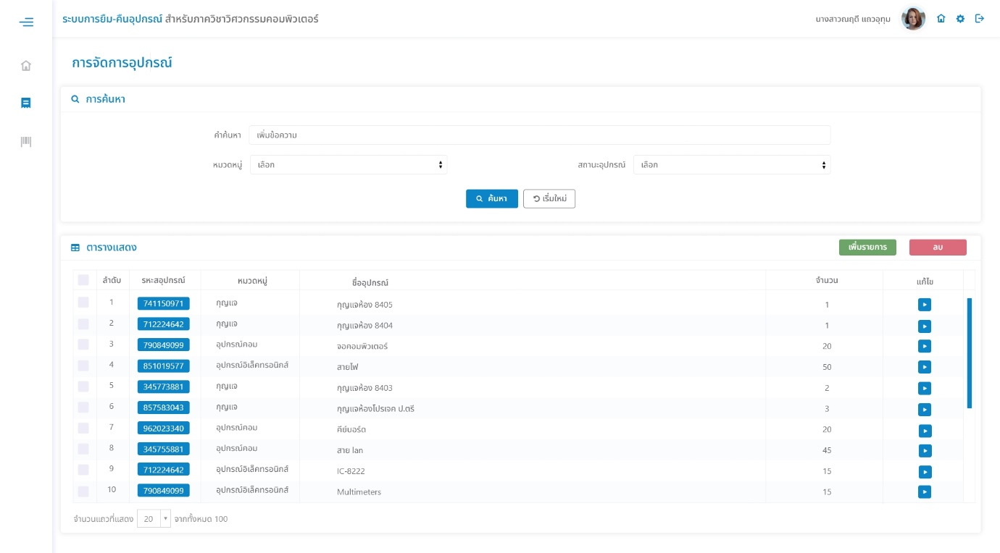 ระบบการยืม-คืนอุปกรณ์ สำหรับภาควิชาวิศวกรรมคอมพิวเตอร์
นางสาวณฤดี แถวอุทุม
การจัดการอุปกรณ์
การค้นหา
คำค้นหา เพิ่มข้อความ
หมวดหมู่ เลือก สถานะอุปกรณ์ เลือก
ค้นหา เริ่มใหม่
ตารางแสดง เพิ่มรายการ ลบ
ลำดับ รหะสอุปกรณ์ หมวดหมู่ ชื่ออุปกรณ์ จำนวน แก้ไข
1 741150971 กุญแจ กุญแจห้อง 8405 1
2 712224642 กุญแจ กุญแจห้อง 8404 1
3 790849099 อุปกรณ์คอม จอคอมพิวเตอร์ 20
4 851019577 อุปกรณ์อิเล็คทรอนิกส์ สายไฟ 50
5 345773881 กุญแจ กุญแจห้อง 8403 2
6 857583043 กุญแจ กุญแจห้องโปรเจค ป.ตรี 3
7 962023340 อุปกรณ์คอม คีย์บอร์ด 20
8 345755881 อุปกรณ์คอม สาย lan 45
9 712224642 อุปกรณ์อิเล็คทรอนิกส์ IC-8222 15
10 790849099 อุปกรณ์อิเล็คทรอนิกส์ Multimeters 15
จำนวนแถวที่แสดง 20 จากทั้งหมด 100